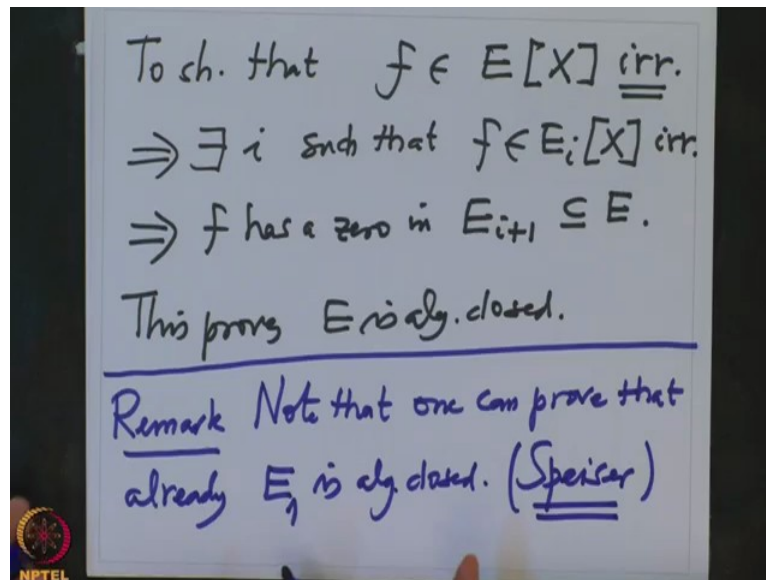 To sh. that f ∈ E[X] irr.
⇒ ∃ i such that f ∈ E_i[X] irr.
⇒ f has a zero in E_{i+1} ⊆ E.
This proves E is alg. closed.
Remark Note that one can prove that
already E_1 is alg. closed. (Speiser)
NPTEL